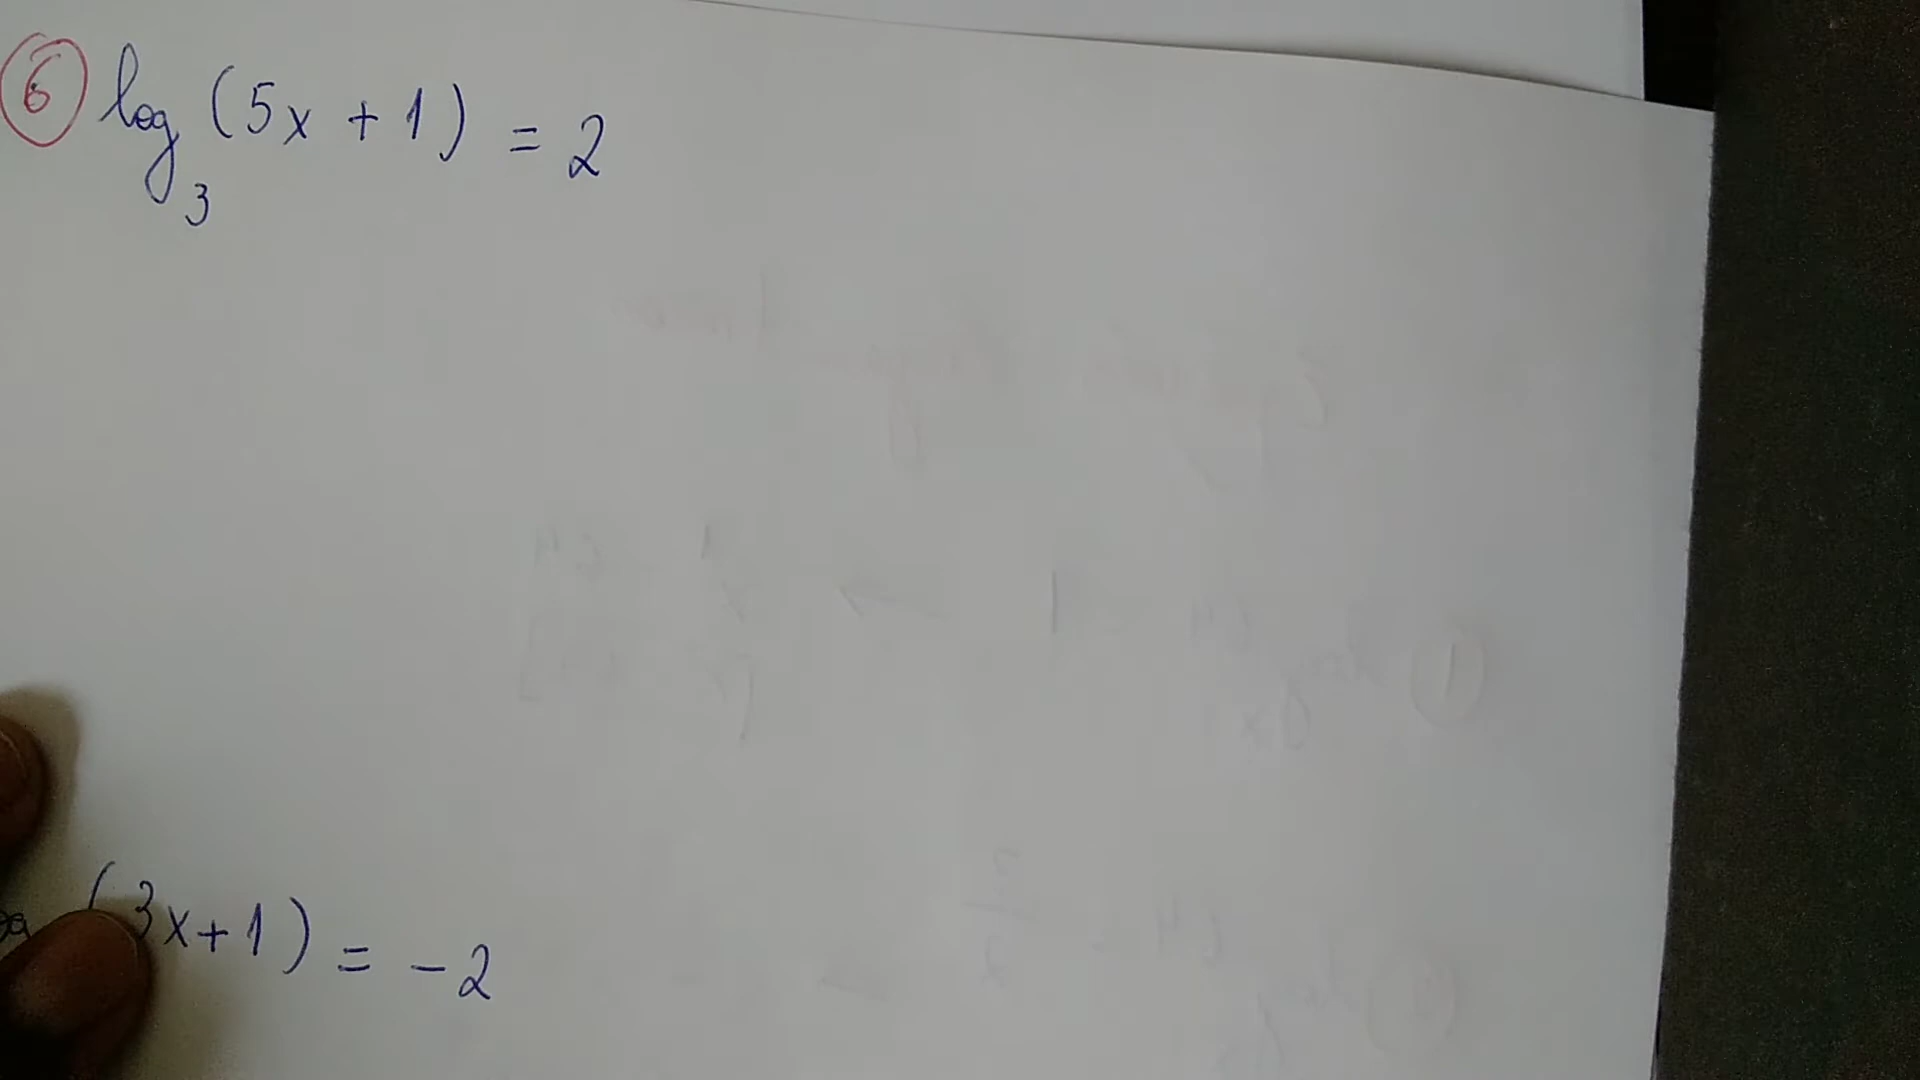 6 log₃ (5x + 1) = 2
(3x+1) = -2